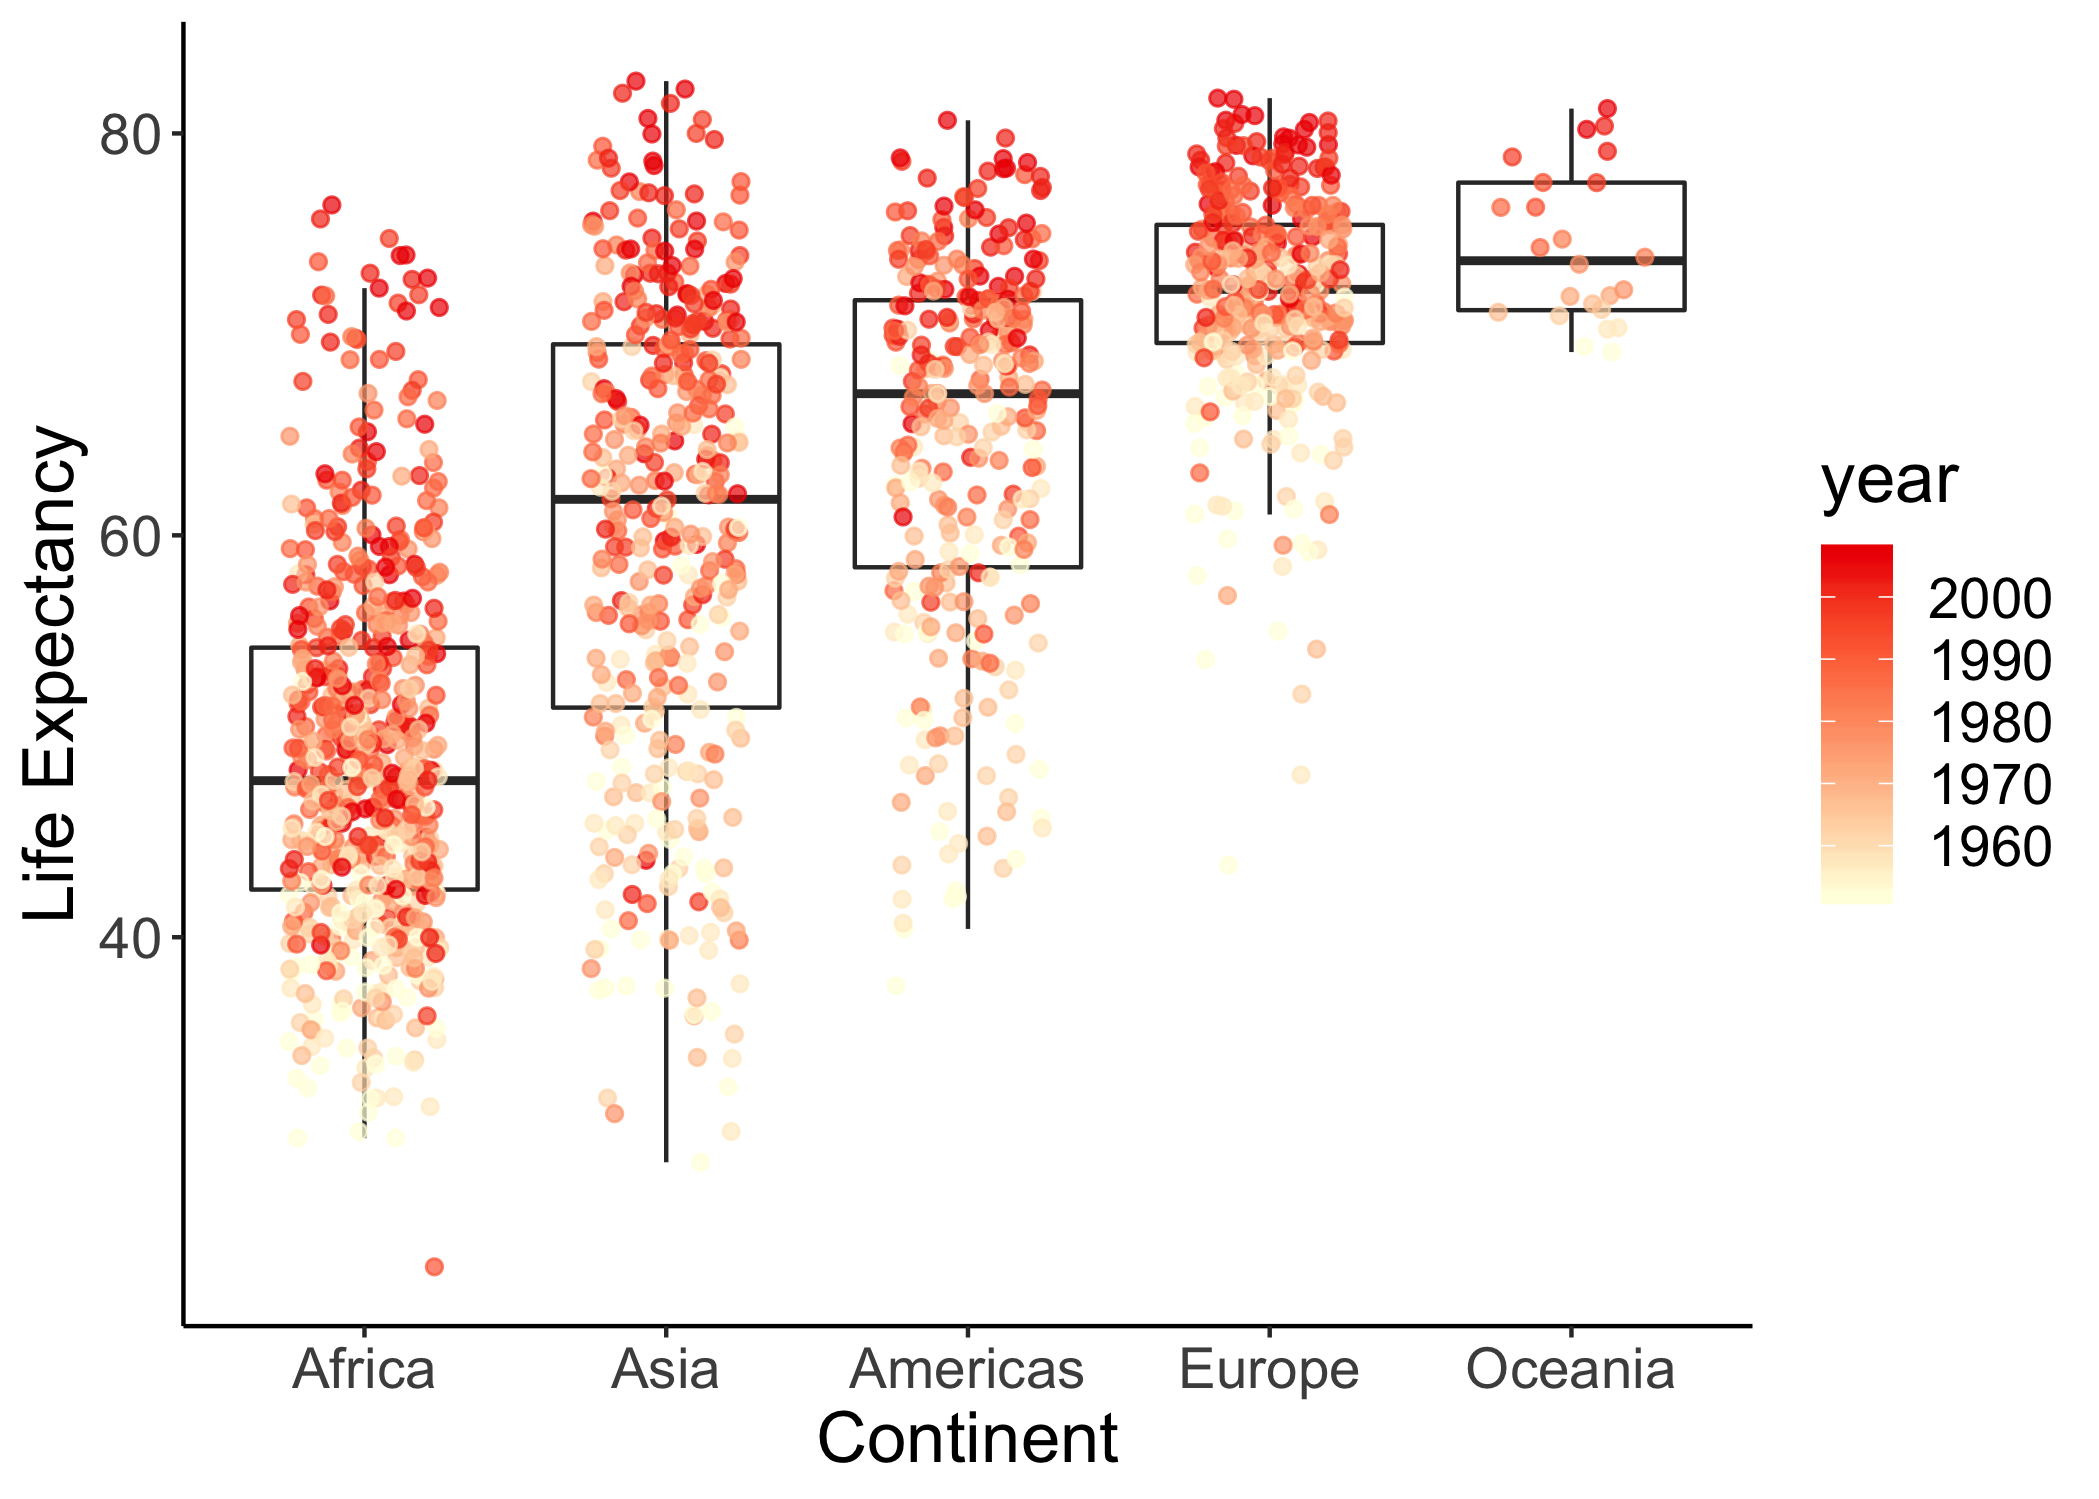 Life Expectancy
80
60
40
Africa
Asia
Americas
Europe
Oceania
Continent
year
2000
1990
1980
1970
1960